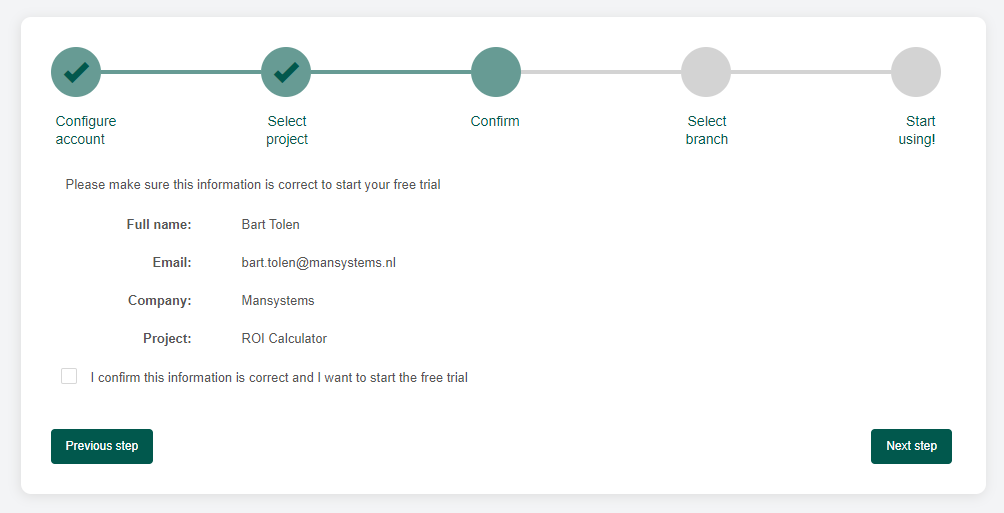 Configure account
Select project
Confirm
Select branch
Start using!
Please make sure this information is correct to start your free trial
Full name: Bart Tolen
Email: bart.tolen@mansystems.nl
Company: Mansystems
Project: ROI Calculator
I confirm this information is correct and I want to start the free trial
Previous step
Next step